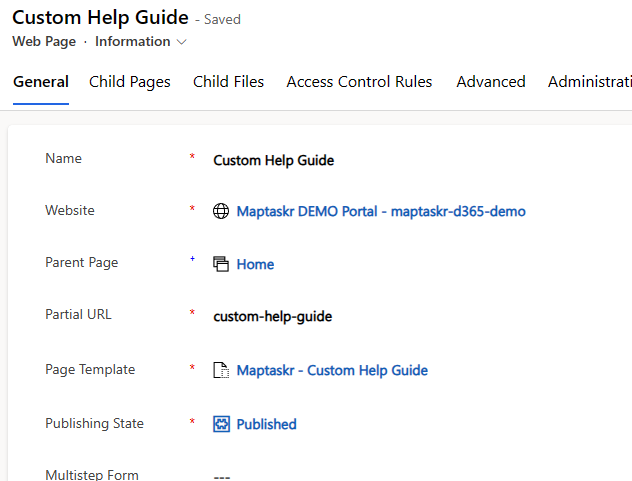 Custom Help Guide - Saved
Web Page · Information
General Child Pages Child Files Access Control Rules Advanced Administrati
Name * Custom Help Guide
Website * Maptaskr DEMO Portal - maptaskr-d365-demo
Parent Page + Home
Partial URL * custom-help-guide
Page Template * Maptaskr - Custom Help Guide
Publishing State * Published
Multistep Form ---